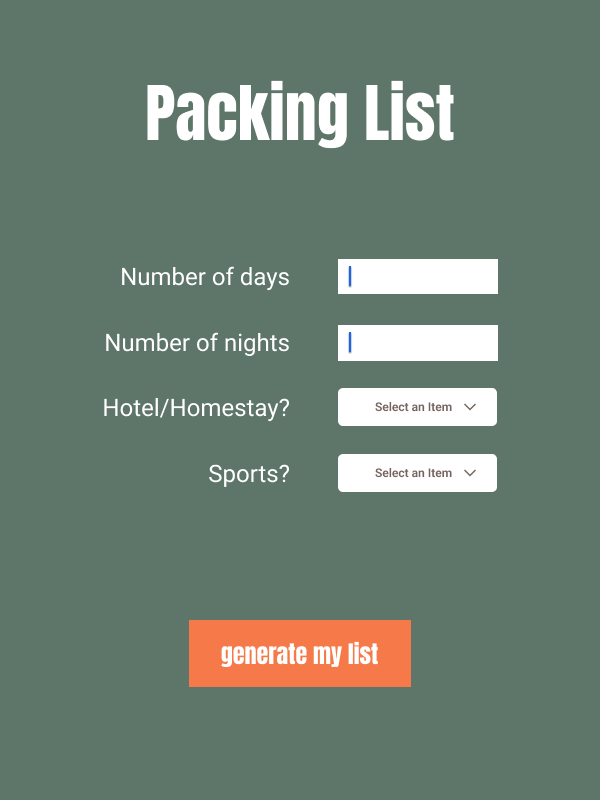 Packing List
Number of days
Number of nights
Hotel/Homestay? Select an Item
Sports? Select an Item
generate my list